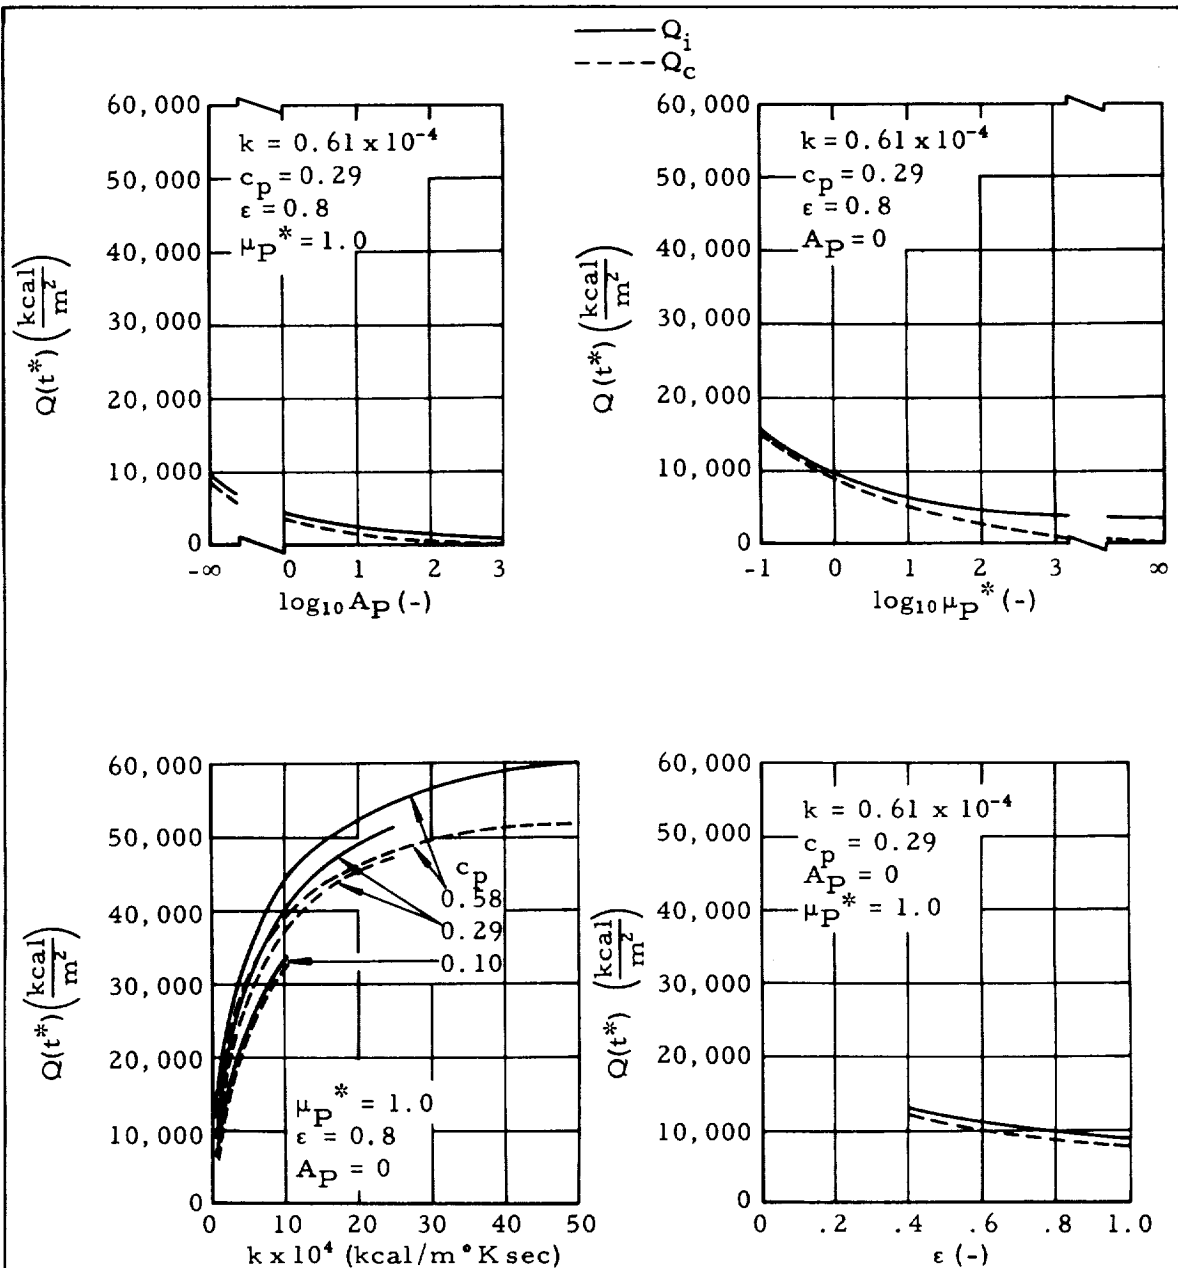 Q_i
Q_c
60,000
50,000
40,000
30,000
20,000
10,000
0
Q(t*) (kcal/m²)
k = 0.61 x 10⁻⁴
c_p = 0.29
ε = 0.8
μ_P* = 1.0
-∞ 0 1 2 3
log₁₀ A_P (-)
60,000
50,000
40,000
30,000
20,000
10,000
0
Q(t*) (kcal/m²)
k = 0.61 x 10⁻⁴
c_p = 0.29
ε = 0.8
A_P = 0
-1 0 1 2 3 ∞
log₁₀ μ_P* (-)
60,000
50,000
40,000
30,000
20,000
10,000
0
Q(t*) (kcal/m²)
c_p
0.58
0.29
0.10
μ_P* = 1.0
ε = 0.8
A_P = 0
0 10 20 30 40 50
k x 10⁴ (kcal/m °K sec)
60,000
50,000
40,000
30,000
20,000
10,000
0
Q(t*) (kcal/m²)
k = 0.61 x 10⁻⁴
c_p = 0.29
A_P = 0
μ_P* = 1.0
0 .2 .4 .6 .8 1.0
ε (-)